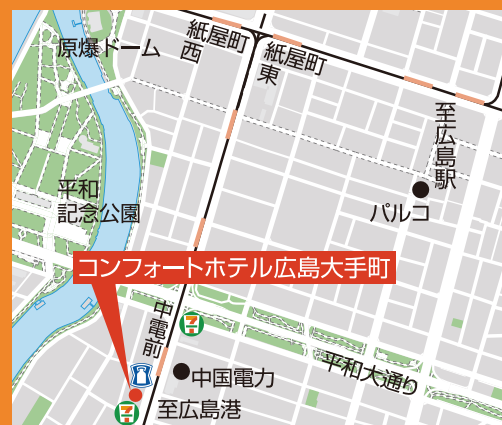 原爆ドーム
紙屋町
西
紙屋町
東
至広島駅
パルコ
平和
記念公園
コンフォートホテル広島大手町
中電前
中国電力
平和大通り
至広島港